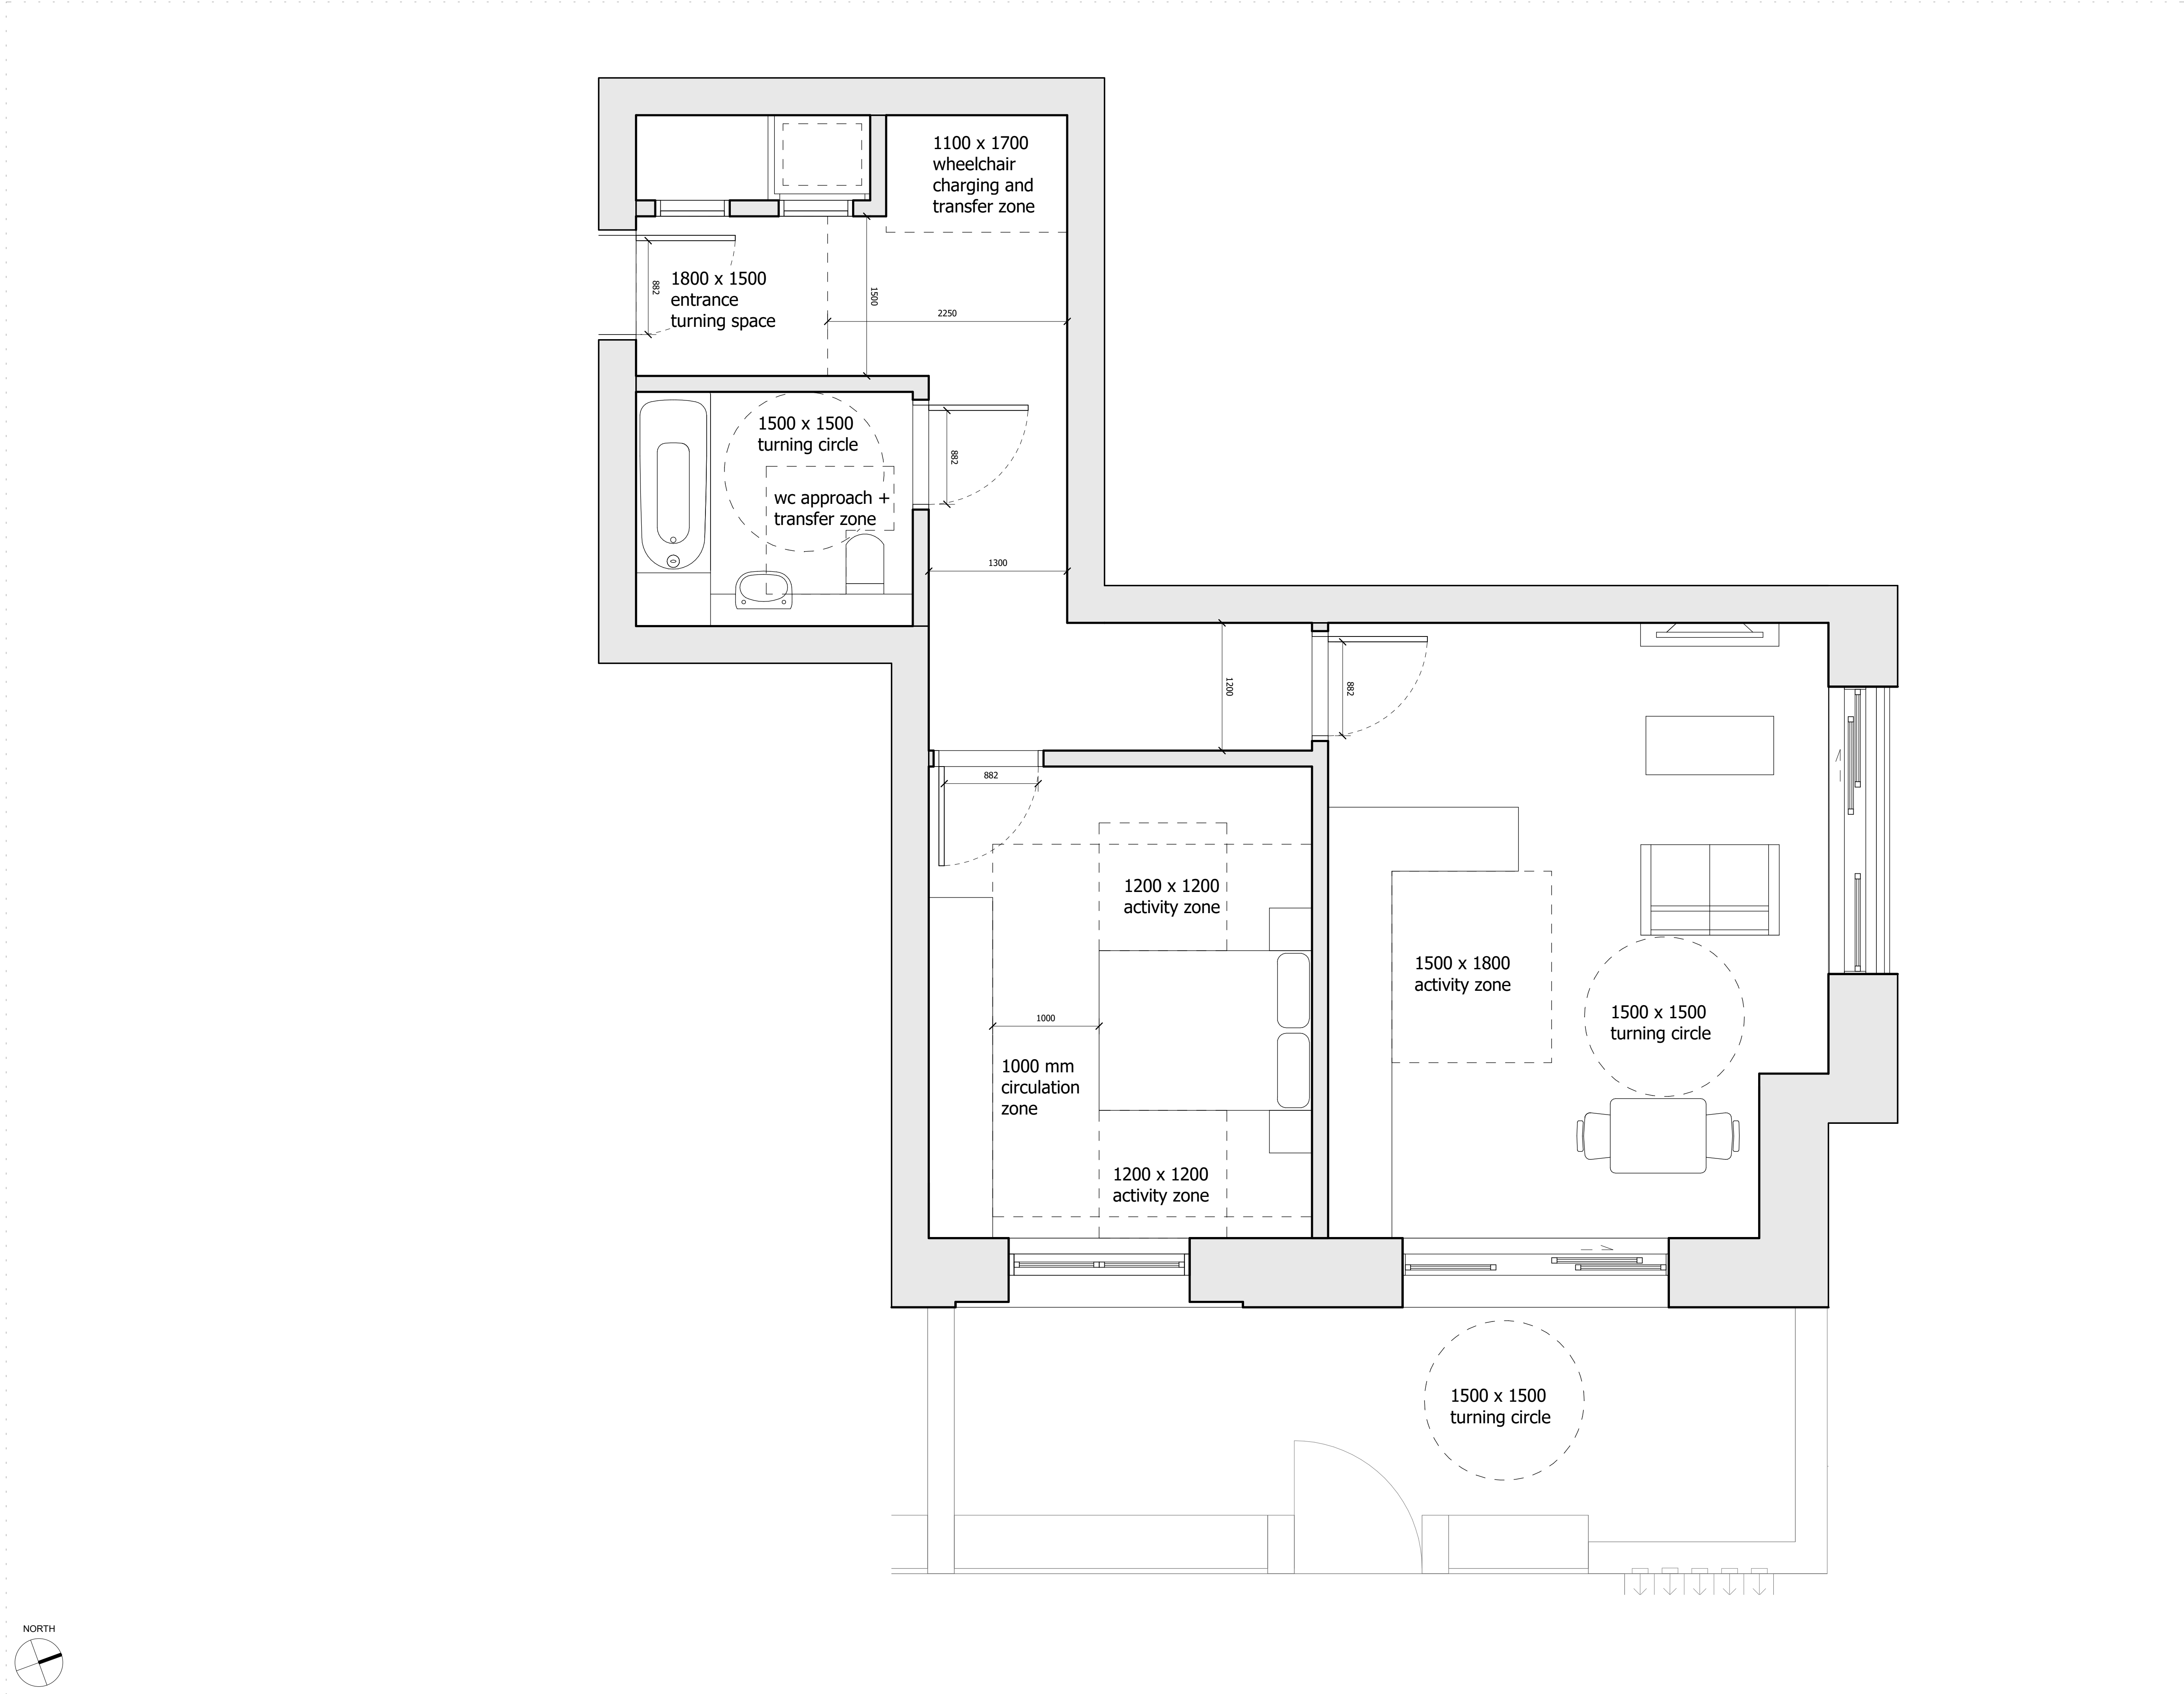 1100 x 1700
wheelchair
charging and
transfer zone
882
1800 x 1500
entrance
turning space
1500
2250
1500 x 1500
turning circle
882
wc approach +
transfer zone
1300
1200
882
882
1200 x 1200
activity zone
1500 x 1800
activity zone
1500 x 1500
turning circle
1000
1000 mm
circulation
zone
1200 x 1200
activity zone
1500 x 1500
turning circle
NORTH